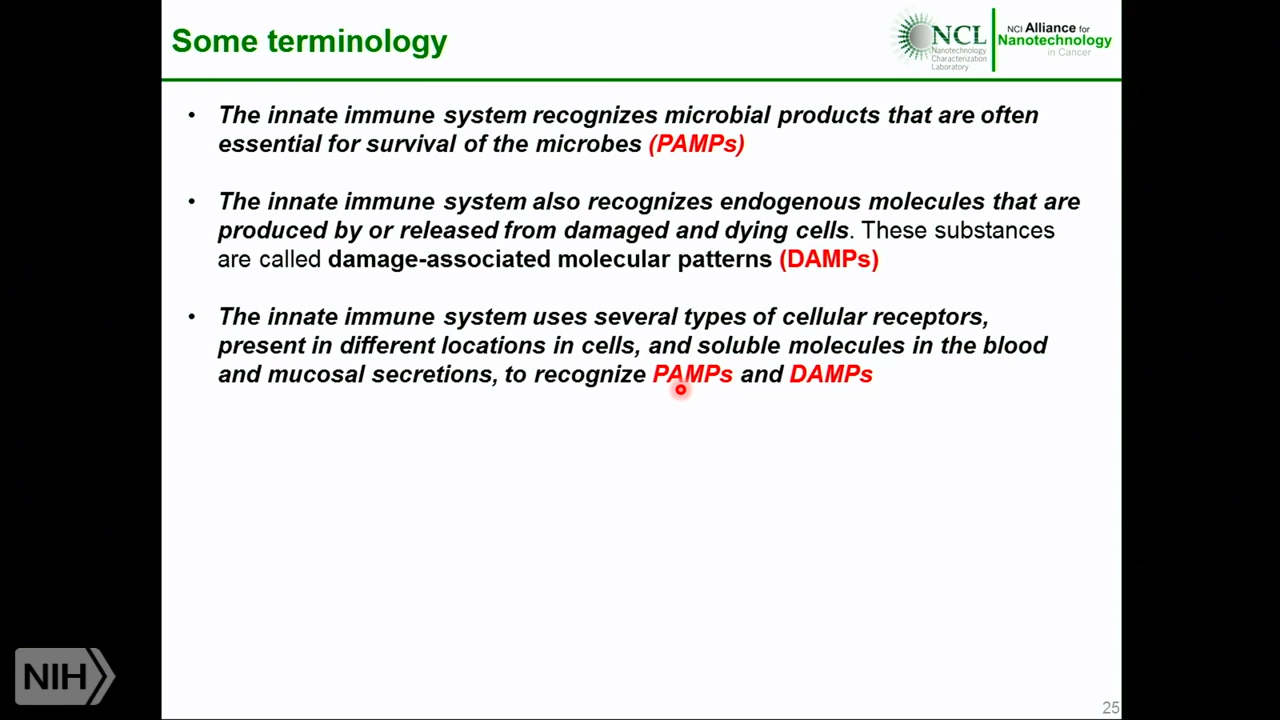 Some terminology
NCL
Nanotechnology
Characterization
Laboratory
NCI Alliance for
Nanotechnology
in Cancer
• The innate immune system recognizes microbial products that are often
essential for survival of the microbes (PAMPs)
• The innate immune system also recognizes endogenous molecules that are
produced by or released from damaged and dying cells. These substances
are called damage-associated molecular patterns (DAMPs)
• The innate immune system uses several types of cellular receptors,
present in different locations in cells, and soluble molecules in the blood
and mucosal secretions, to recognize PAMPs and DAMPs
NIH
25